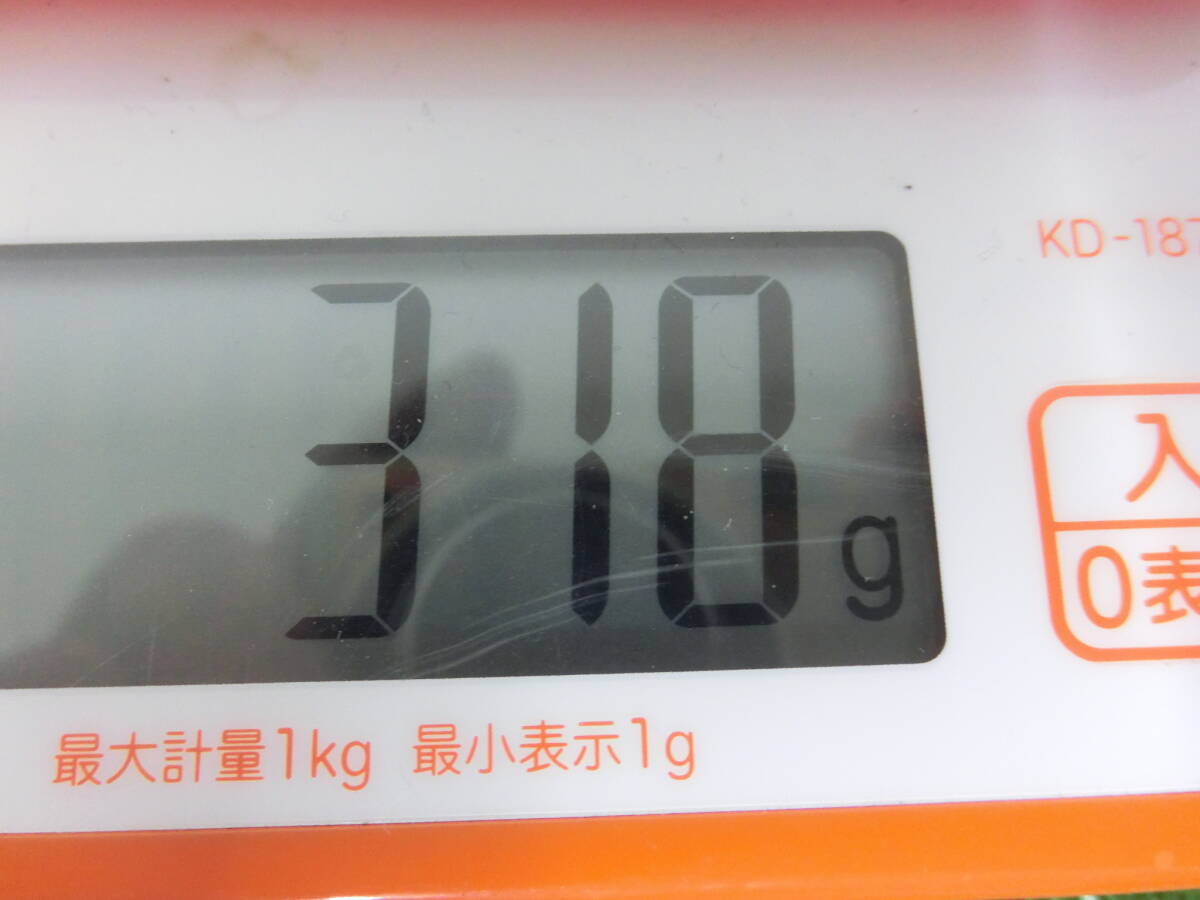 KD-187
318 g
入
0表
最大計量1kg 最小表示1g